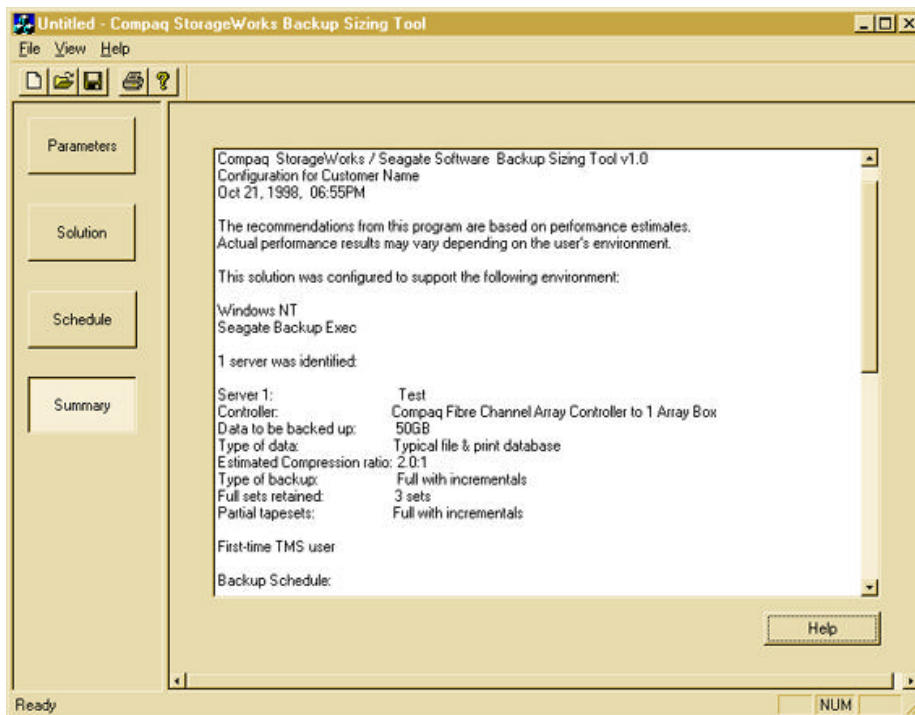 Untitled - Compaq StorageWorks Backup Sizing Tool
File View Help
Parameters
Solution
Schedule
Summary
Compaq StorageWorks / Seagate Software Backup Sizing Tool v1.0
Configuration for Customer Name
Oct 21, 1998, 06:55PM
The recommendations from this program are based on performance estimates.
Actual performance results may vary depending on the user's environment.
This solution was configured to support the following environment:
Windows NT
Seagate Backup Exec
1 server was identified:
Server 1: Test
Controller: Compaq Fibre Channel Array Controller to 1 Array Box
Data to be backed up: 50GB
Type of data: Typical file & print database
Estimated Compression ratio: 2.0:1
Type of backup: Full with incrementals
Full sets retained: 3 sets
Partial tapesets: Full with incrementals
First-time TMS user
Backup Schedule:
Help
Ready
NUM